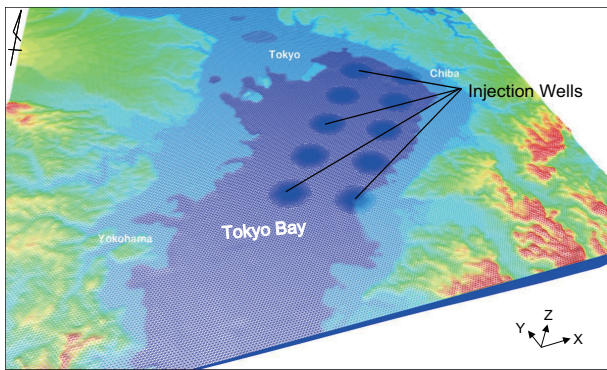 Tokyo
Chiba
Injection Wells
Tokyo Bay
Yokohama
Z
Y
X